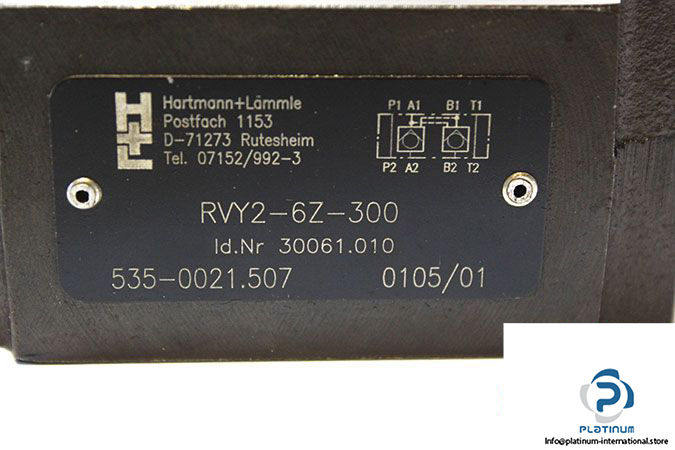 H+L
Hartmann+Lämmle
Postfach 1153
D-71273 Rutesheim
Tel. 07152/992-3
P1 A1 B1 T1
P2 A2 B2 T2
RVY2-6Z-300
Id.Nr 30061.010
535-0021.507 0105/01
PLATINUM
Info@platinum-international.store